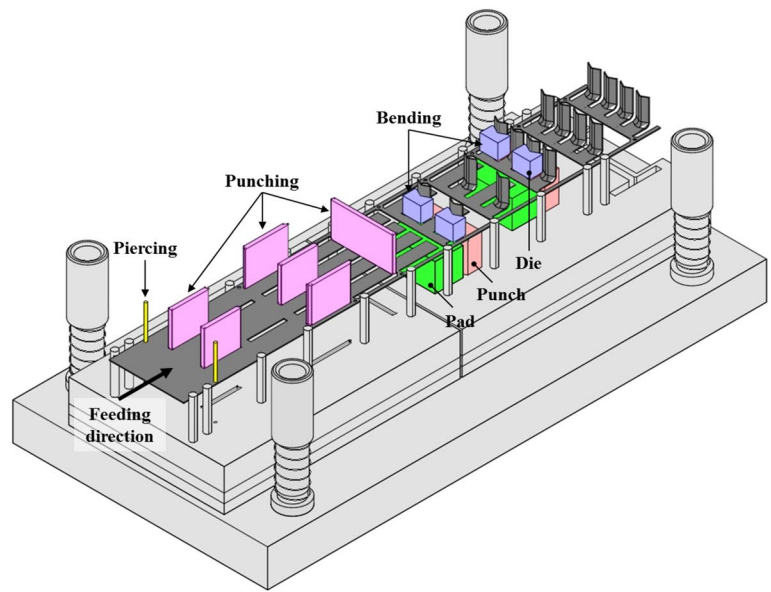 Bending
Punching
Piercing
Die
Punch
Pad
Feeding
direction